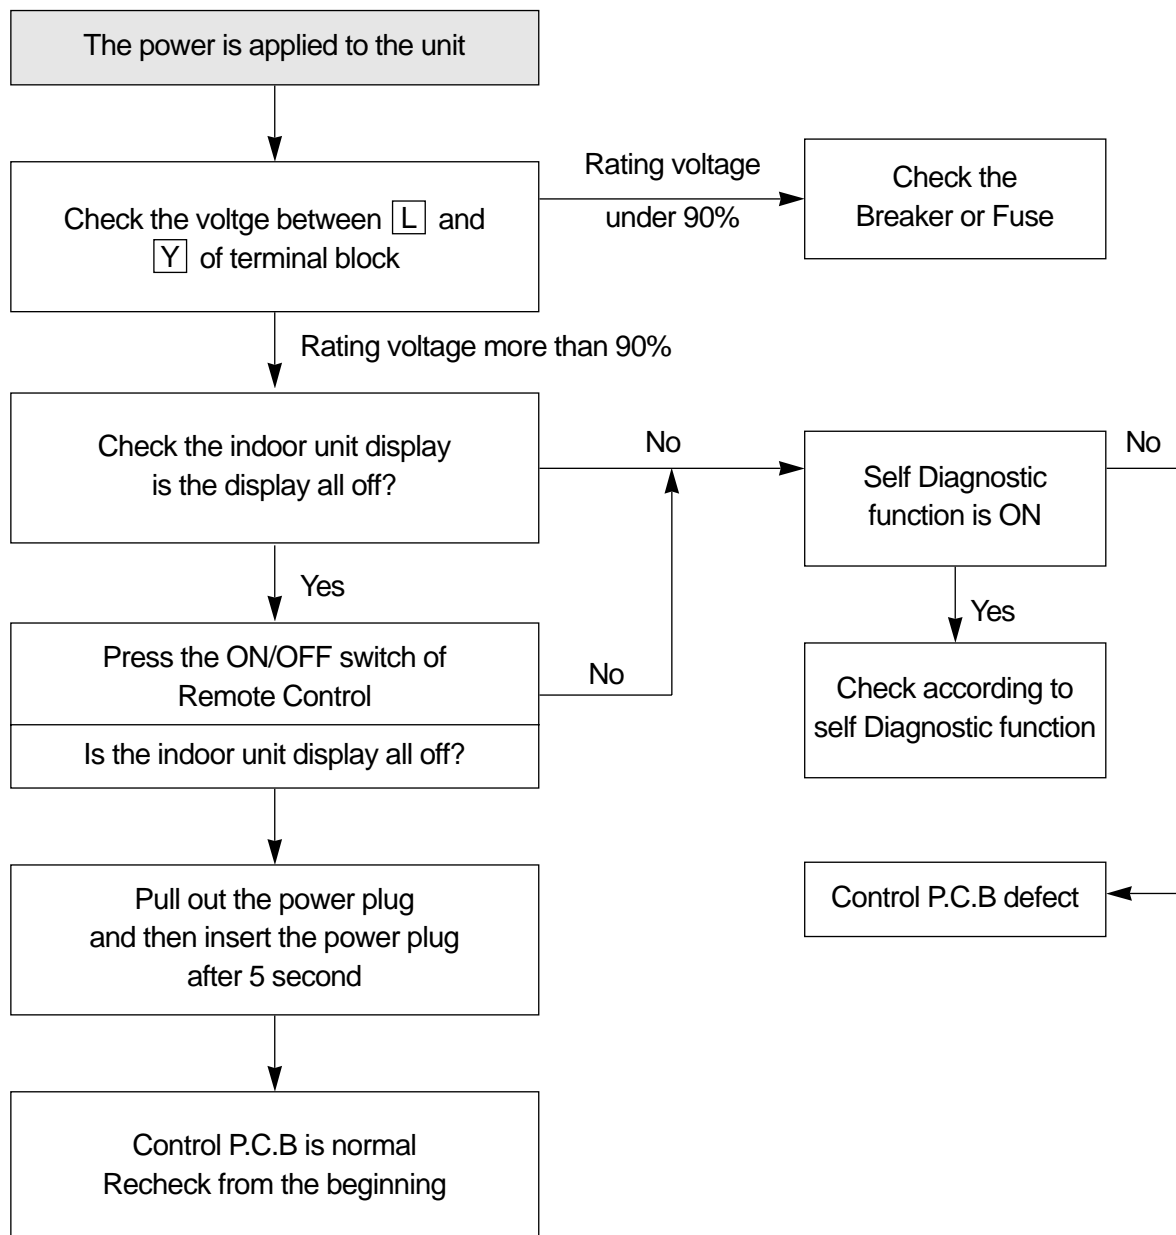 The power is applied to the unit
Check the voltge between L and
Y of terminal block
Rating voltage
under 90%
Check the
Breaker or Fuse
Rating voltage more than 90%
Check the indoor unit display
is the display all off?
No
Self Diagnostic
function is ON
No
Yes
Yes
Press the ON/OFF switch of
Remote Control
No
Is the indoor unit display all off?
Check according to
self Diagnostic function
Pull out the power plug
and then insert the power plug
after 5 second
Control P.C.B defect
Control P.C.B is normal
Recheck from the beginning